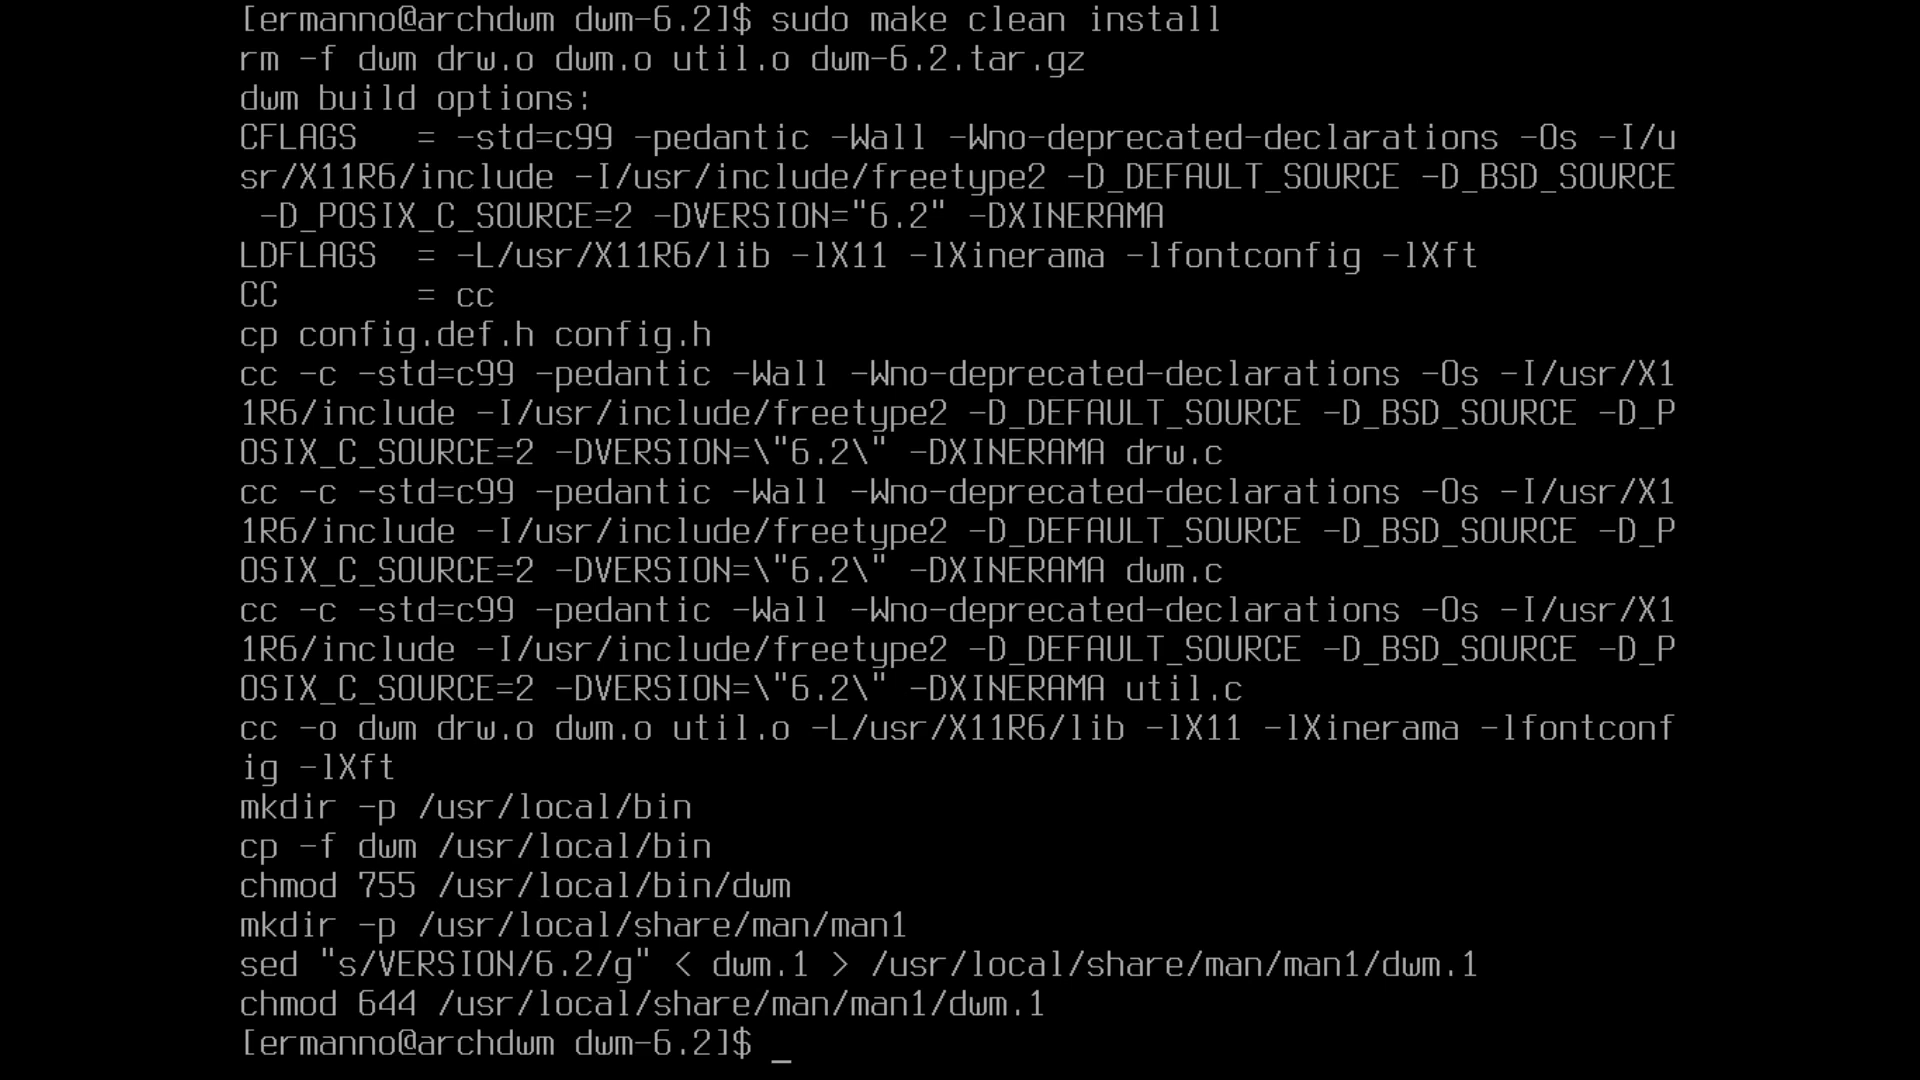 [ermanno@archdwm dwm-6.2]$ sudo make clean install
rm -f dwm drw.o dwm.o util.o dwm-6.2.tar.gz
dwm build options:
CFLAGS   = -std=c99 -pedantic -Wall -Wno-deprecated-declarations -Os -I/u
sr/X11R6/include -I/usr/include/freetype2 -D_DEFAULT_SOURCE -D_BSD_SOURCE
 -D_POSIX_C_SOURCE=2 -DVERSION="6.2" -DXINERAMA
LDFLAGS  = -L/usr/X11R6/lib -lX11 -lXinerama -lfontconfig -lXft
CC       = cc
cp config.def.h config.h
cc -c -std=c99 -pedantic -Wall -Wno-deprecated-declarations -Os -I/usr/X1
1R6/include -I/usr/include/freetype2 -D_DEFAULT_SOURCE -D_BSD_SOURCE -D_P
OSIX_C_SOURCE=2 -DVERSION=\"6.2\" -DXINERAMA drw.c
cc -c -std=c99 -pedantic -Wall -Wno-deprecated-declarations -Os -I/usr/X1
1R6/include -I/usr/include/freetype2 -D_DEFAULT_SOURCE -D_BSD_SOURCE -D_P
OSIX_C_SOURCE=2 -DVERSION=\"6.2\" -DXINERAMA dwm.c
cc -c -std=c99 -pedantic -Wall -Wno-deprecated-declarations -Os -I/usr/X1
1R6/include -I/usr/include/freetype2 -D_DEFAULT_SOURCE -D_BSD_SOURCE -D_P
OSIX_C_SOURCE=2 -DVERSION=\"6.2\" -DXINERAMA util.c
cc -o dwm drw.o dwm.o util.o -L/usr/X11R6/lib -lX11 -lXinerama -lfontconf
ig -lXft
mkdir -p /usr/local/bin
cp -f dwm /usr/local/bin
chmod 755 /usr/local/bin/dwm
mkdir -p /usr/local/share/man/man1
sed "s/VERSION/6.2/g" < dwm.1 > /usr/local/share/man/man1/dwm.1
chmod 644 /usr/local/share/man/man1/dwm.1
[ermanno@archdwm dwm-6.2]$ _